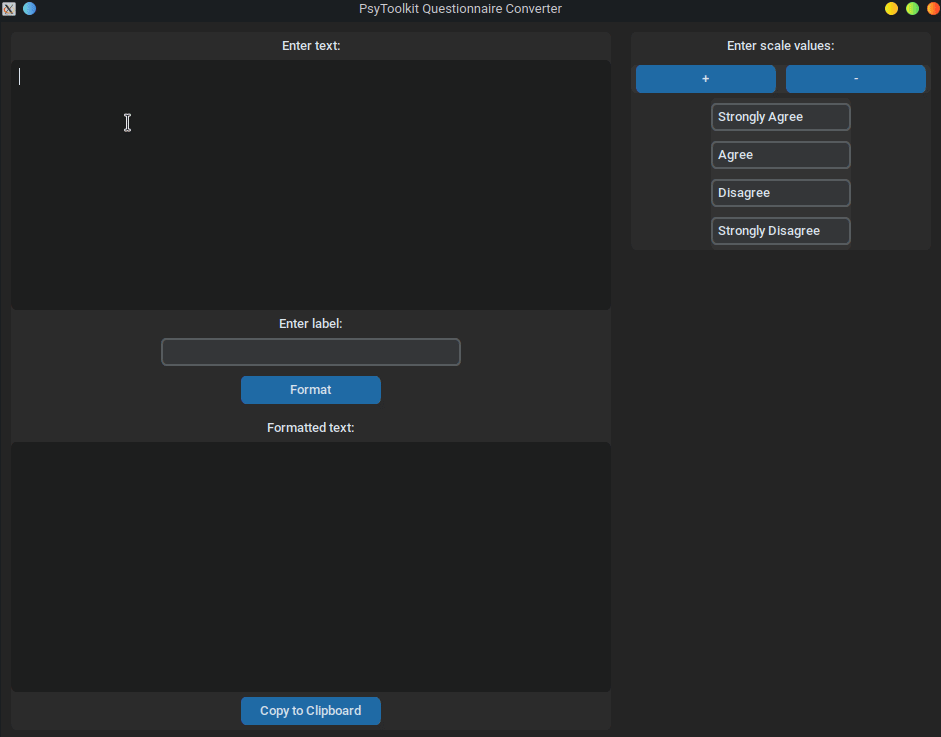 PsyToolkit Questionnaire Converter
Enter text:
Enter label:
Format
Formatted text:
Copy to Clipboard
Enter scale values:
+ -
Strongly Agree
Agree
Disagree
Strongly Disagree